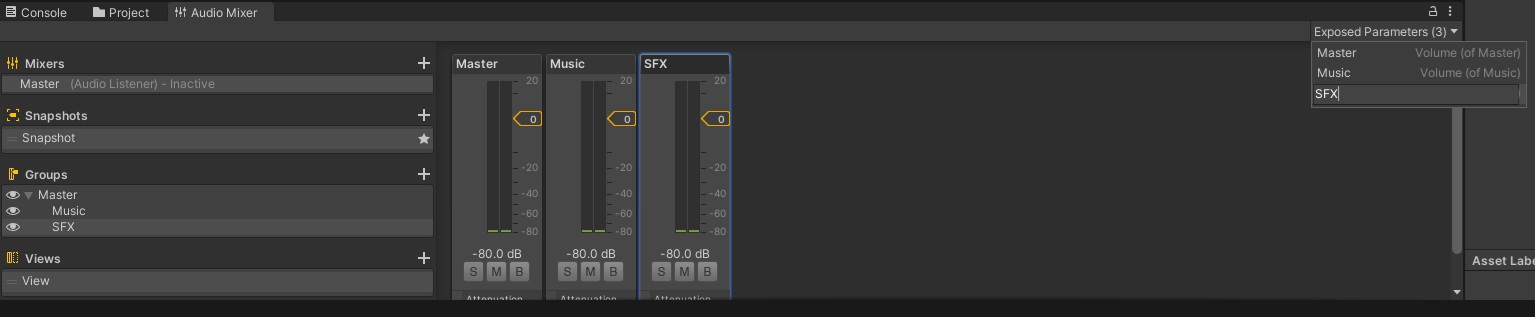 Console Project Audio Mixer
Exposed Parameters (3)
Master Volume (of Master)
Music Volume (of Music)
SFX
Mixers
Master (Audio Listener) - Inactive
Snapshots
Snapshot
Groups
Master
Music
SFX
Views
View
Master Music SFX
20 20 20
0 0 0
-20 -20 -20
-40 -40 -40
-60 -60 -60
-80 -80 -80
-80.0 dB -80.0 dB -80.0 dB
S M B S M B S M B
Attenuation Attenuation Attenuation
Asset Labe